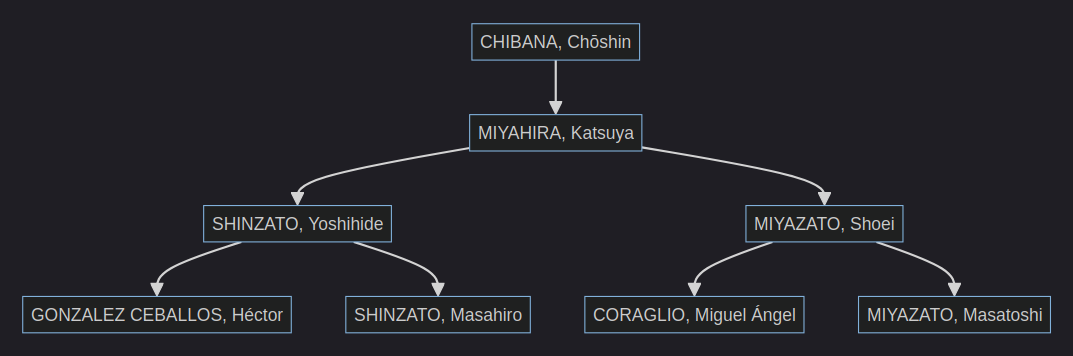 CHIBANA, Chōshin
MIYAHIRA, Katsuya
SHINZATO, Yoshihide
MIYAZATO, Shoei
GONZALEZ CEBALLOS, Héctor
SHINZATO, Masahiro
CORAGLIO, Miguel Ángel
MIYAZATO, Masatoshi